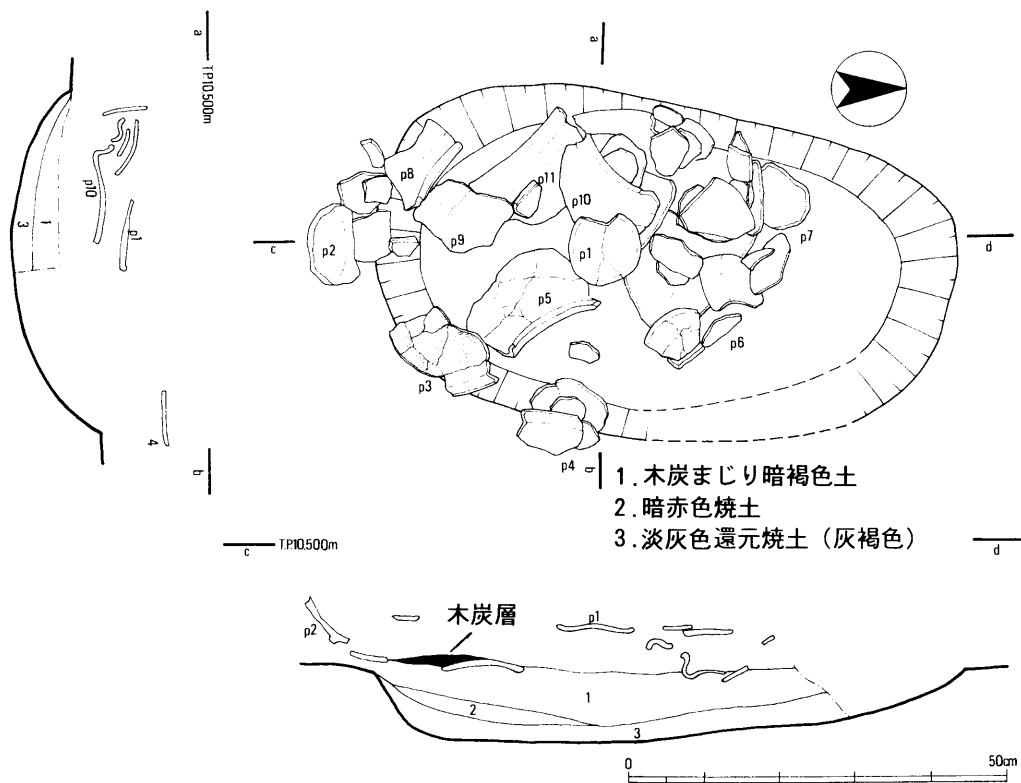 a
T.P.10.500m
a
p8
p11
p10
p10
p9
p1
p7
p2
p1
3
1
c
d
p5
p6
p3
4
p4
b
b
1.木炭まじり暗褐色土
2.暗赤色焼土
3.淡灰色還元焼土（灰褐色）
c
T.P.10.500m
d
木炭層
p2
p1
1
2
3
0
50cm